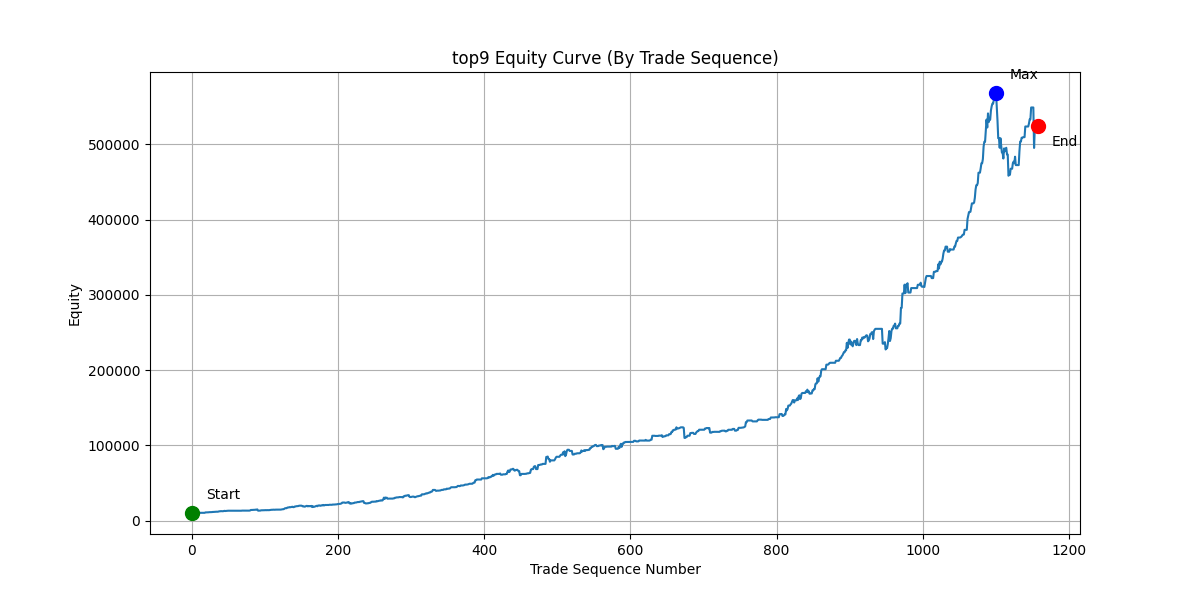 top9 Equity Curve (By Trade Sequence)
Max
End
Start
500000
400000
300000
200000
100000
0
Equity
0 200 400 600 800 1000 1200
Trade Sequence Number